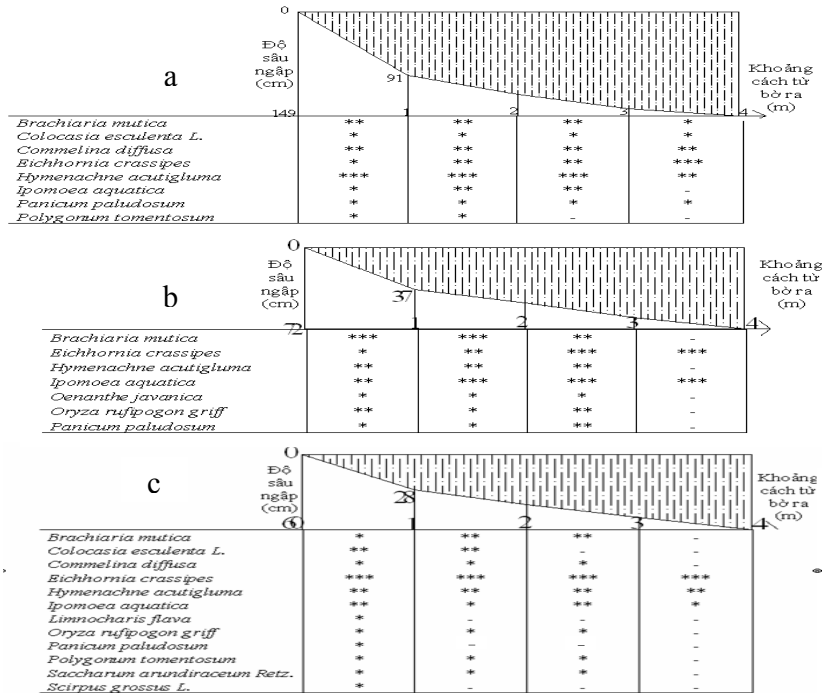 0
Độ sâu ngập (cm)
a
91
Khoảng cách từ bờ ra (m)
149 1 2 3 4
Brachiaria mutica ** ** ** *
Colocasia esculenta L. * * * *
Commelina diffusa ** ** ** **
Eichhornia crassipes * ** ** ***
Hymenachne acutigluma *** *** *** **
Ipomoea aquatica * ** ** -
Panicum paludosum * * * *
Polygonum tomentosum * * - -
0
Độ sâu ngập (cm)
b
37
Khoảng cách từ bờ ra (m)
72 1 2 3 4
Brachiaria mutica *** *** ** -
Eichhornia crassipes * ** *** ***
Hymenachne acutigluma ** ** ** -
Ipomoea aquatica ** *** *** ***
Oenanthe javanica * * * -
Oryza rufipogon griff ** * ** -
Panicum paludosum * * ** -
0
Độ sâu ngập (cm)
c
28
Khoảng cách từ bờ ra (m)
60 1 2 3 4
Brachiaria mutica * ** ** -
Colocasia esculenta L. ** ** - -
Commelina diffusa * * * -
Eichhornia crassipes *** *** *** ***
Hymenachne acutigluma ** ** ** **
Ipomoea aquatica ** * ** *
Limnocharis flava * - - -
Oryza rufipogon griff * * * -
Panicum paludosum * - - -
Polygonum tomentosum * * * -
Saccharum arundiraceum Retz. * * * -
Scirpus grossus L. * - - -